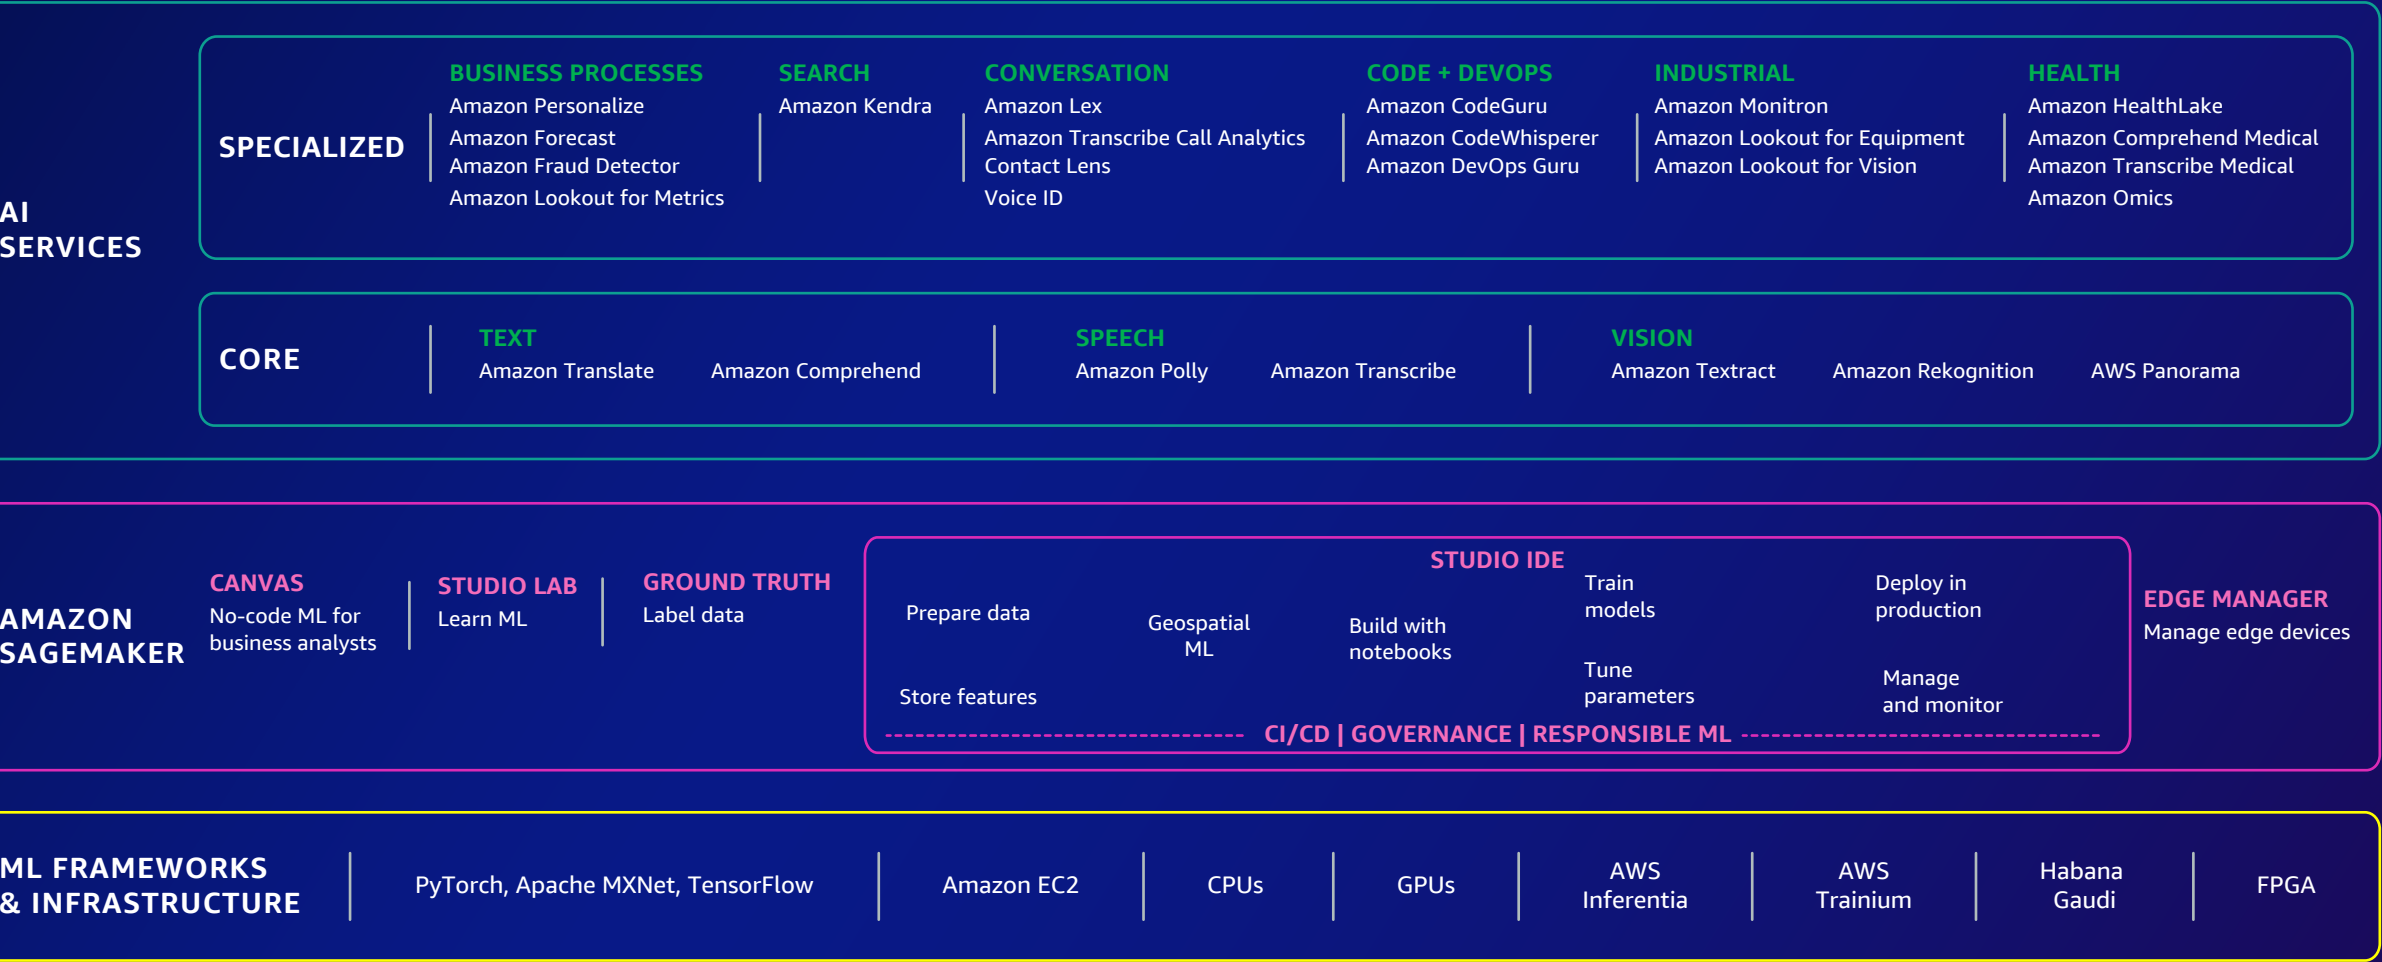 AI
SERVICES
SPECIALIZED
BUSINESS PROCESSES
Amazon Personalize
Amazon Forecast
Amazon Fraud Detector
Amazon Lookout for Metrics
SEARCH
Amazon Kendra
CONVERSATION
Amazon Lex
Amazon Transcribe Call Analytics
Contact Lens
Voice ID
CODE + DEVOPS
Amazon CodeGuru
Amazon CodeWhisperer
Amazon DevOps Guru
INDUSTRIAL
Amazon Monitron
Amazon Lookout for Equipment
Amazon Lookout for Vision
HEALTH
Amazon HealthLake
Amazon Comprehend Medical
Amazon Transcribe Medical
Amazon Omics
CORE
TEXT
Amazon Translate
Amazon Comprehend
SPEECH
Amazon Polly
Amazon Transcribe
VISION
Amazon Textract
Amazon Rekognition
AWS Panorama
AMAZON
SAGEMAKER
CANVAS
No-code ML for
business analysts
STUDIO LAB
Learn ML
GROUND TRUTH
Label data
STUDIO IDE
Prepare data
Store features
Geospatial
ML
Build with
notebooks
Train
models
Tune
parameters
Deploy in
production
Manage
and monitor
CI/CD | GOVERNANCE | RESPONSIBLE ML
EDGE MANAGER
Manage edge devices
ML FRAMEWORKS
& INFRASTRUCTURE
PyTorch, Apache MXNet, TensorFlow
Amazon EC2
CPUs
GPUs
AWS
Inferentia
AWS
Trainium
Habana
Gaudi
FPGA